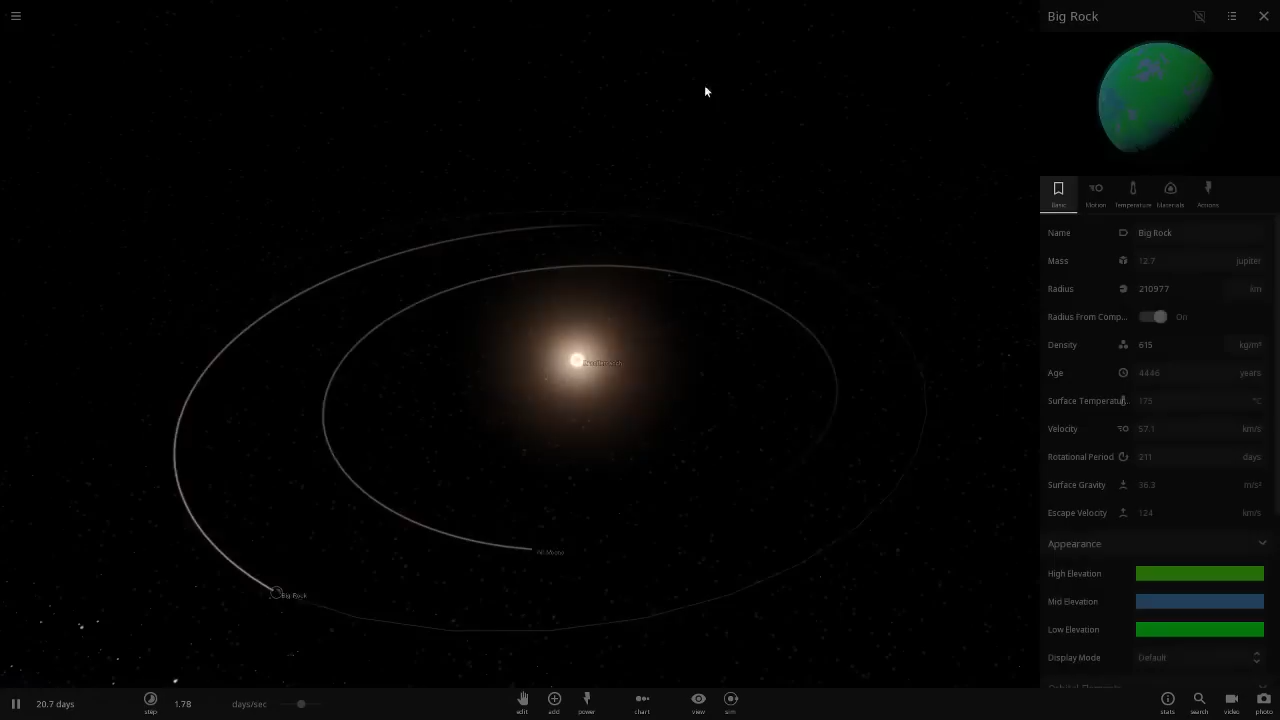 Big Rock
Basic
Motion
Temperature
Materials
Actions
Name Big Rock
Mass 12.7 jupiter
Radius 210977 km
Radius From Comp... On
Density 615 kg/m³
Age 4446 years
Surface Temperatur... 175 °C
Velocity 57.1 km/s
Rotational Period 211 days
Surface Gravity 36.3 m/s²
Escape Velocity 124 km/s
Appearance
High Elevation
Mid Elevation
Low Elevation
Display Mode Default
Orbital Elements
Big Rock
20.7 days
step
1.78 days/sec
edit
add
power
chart
view
sim
stats
search
video
photo